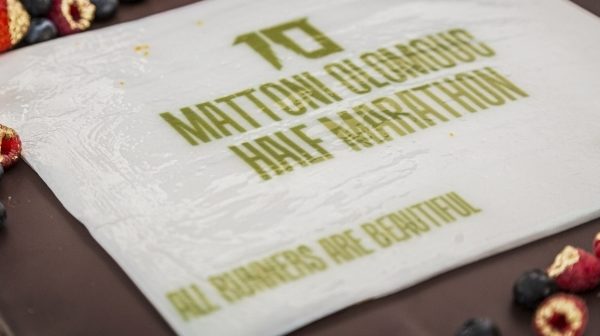 10
MATTONI OLOMOUC
HALF MARATHON
ALL RUNNERS ARE BEAUTIFUL